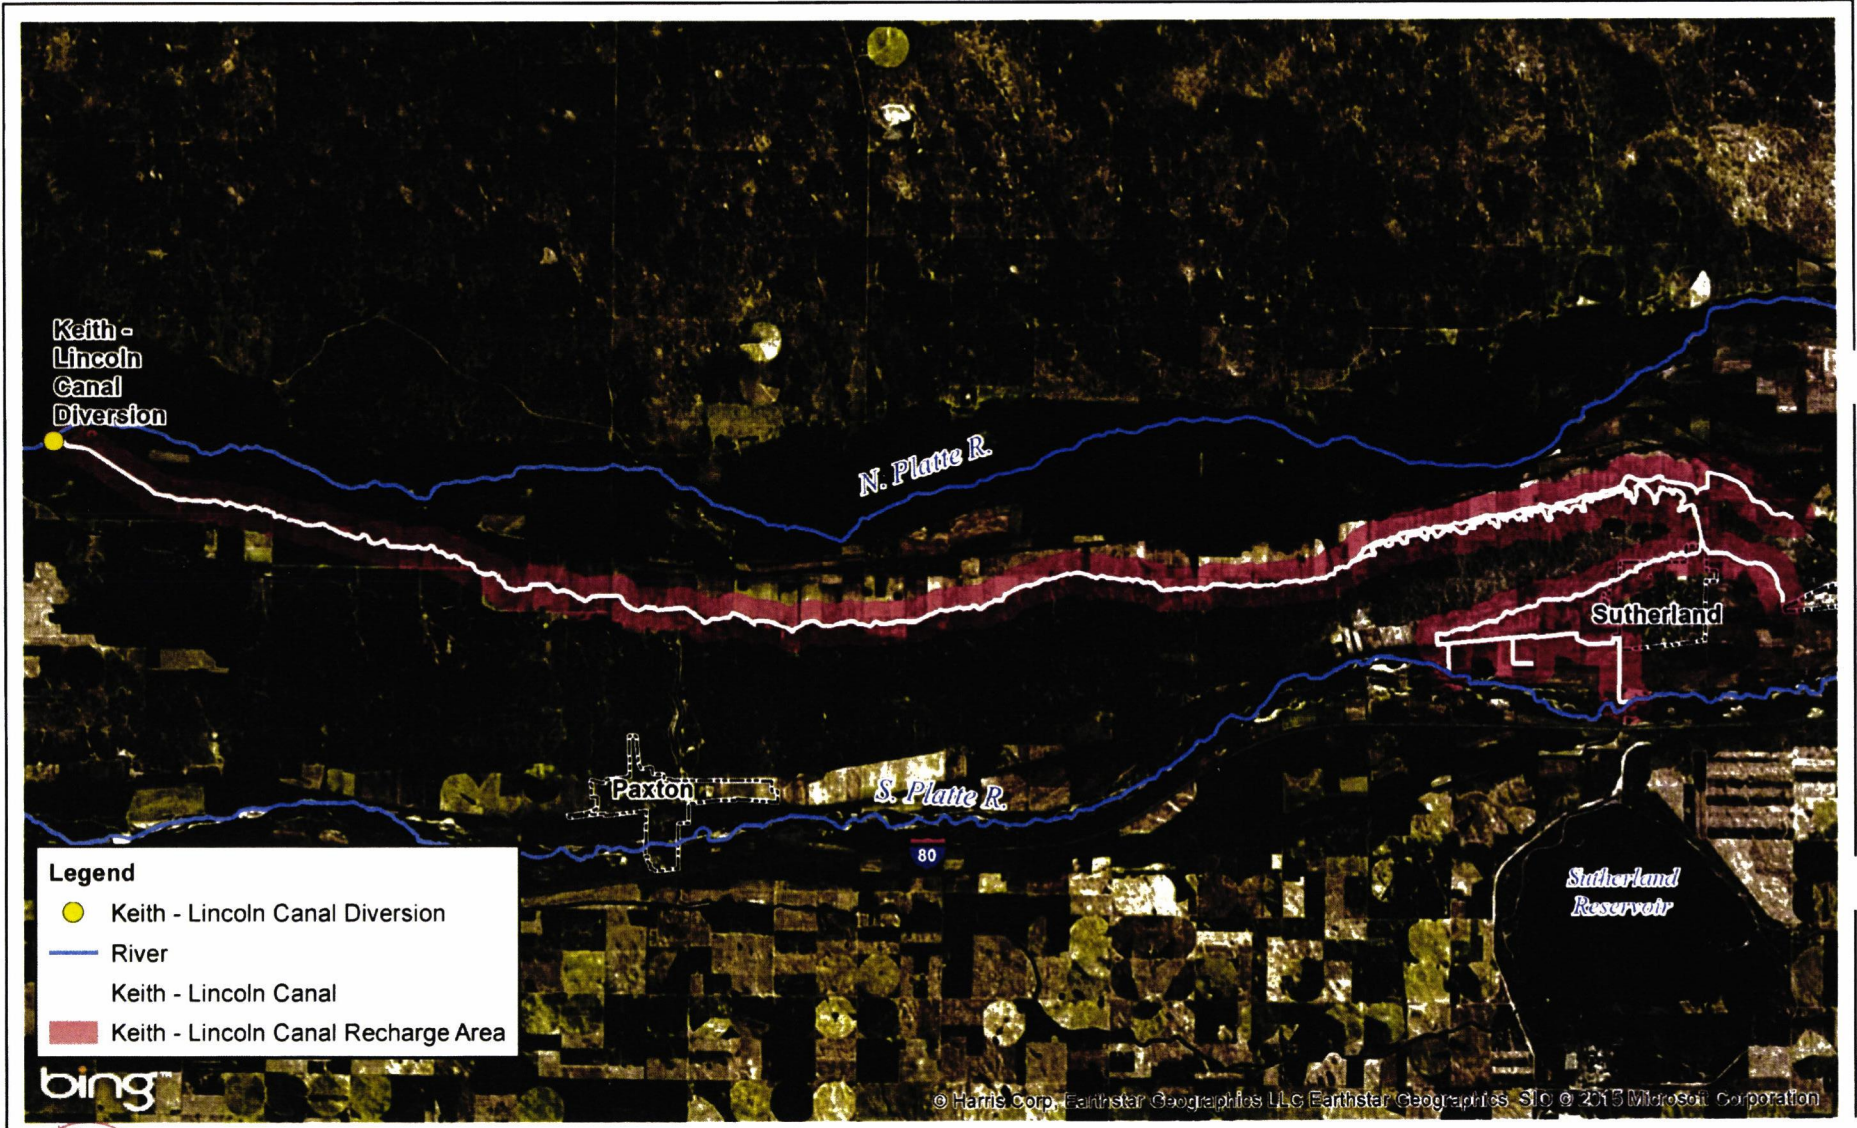 Keith -
Lincoln
Canal
Diversion
N. Platte R.
Sutherland
Paxton
S. Platte R.
80
Sutherland
Reservoir
Legend
Keith - Lincoln Canal Diversion
River
Keith - Lincoln Canal
Keith - Lincoln Canal Recharge Area
bing™
© Harris Corp, Earthstar Geographics LLC Earthstar Geographics SIO © 2015 Microsoft Corporation